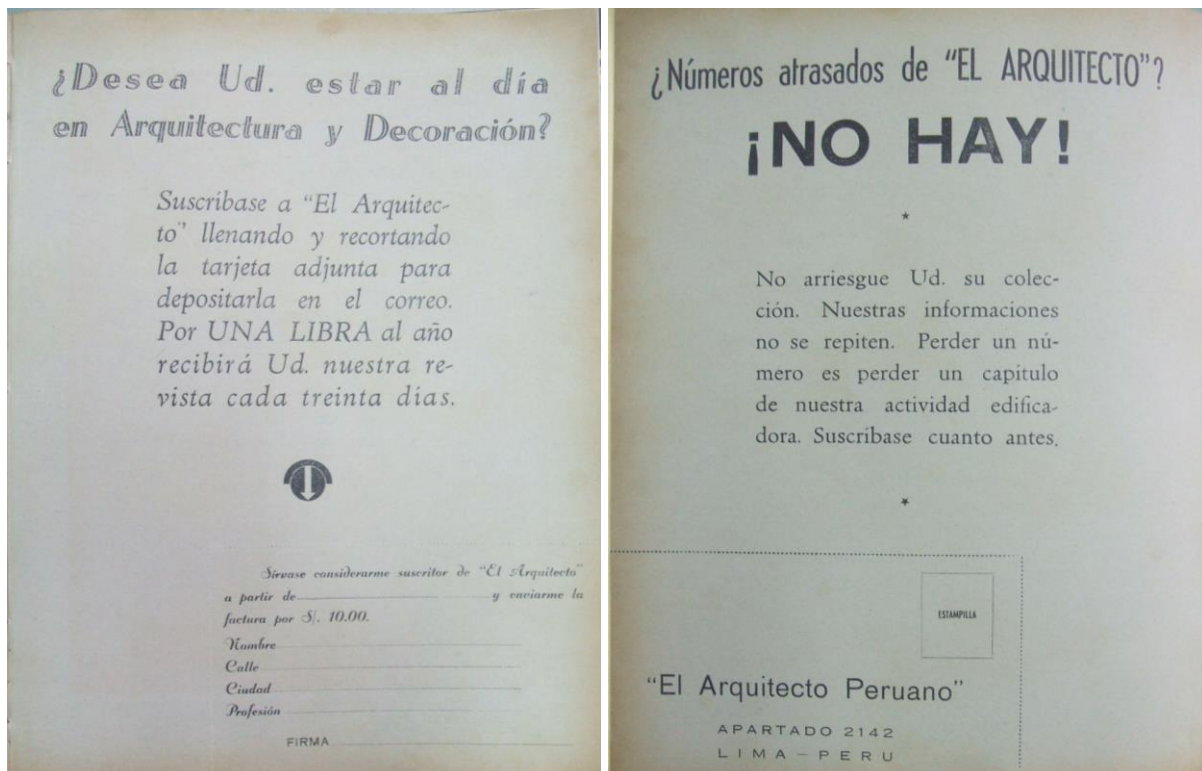 ¿Desea Ud. estar al día
en Arquitectura y Decoración?
Suscríbase a "El Arquitec-
to" llenando y recortando
la tarjeta adjunta para
depositarla en el correo.
Por UNA LIBRA al año
recibirá Ud. nuestra re-
vista cada treinta días.
Sírvase considerarme suscritor de "El Arquitecto"
a partir de y enviarme la
factura por S/. 10.00.
Nombre
Calle
Ciudad
Profesión
FIRMA
¿Números atrasados de "EL ARQUITECTO"?
¡NO HAY!
No arriesgue Ud. su colec-
ción. Nuestras informaciones
no se repiten. Perder un nú-
mero es perder un capitulo
de nuestra actividad edifica-
dora. Suscríbase cuanto antes.
ESTAMPILLA
"El Arquitecto Peruano"
APARTADO 2142
LIMA - PERU